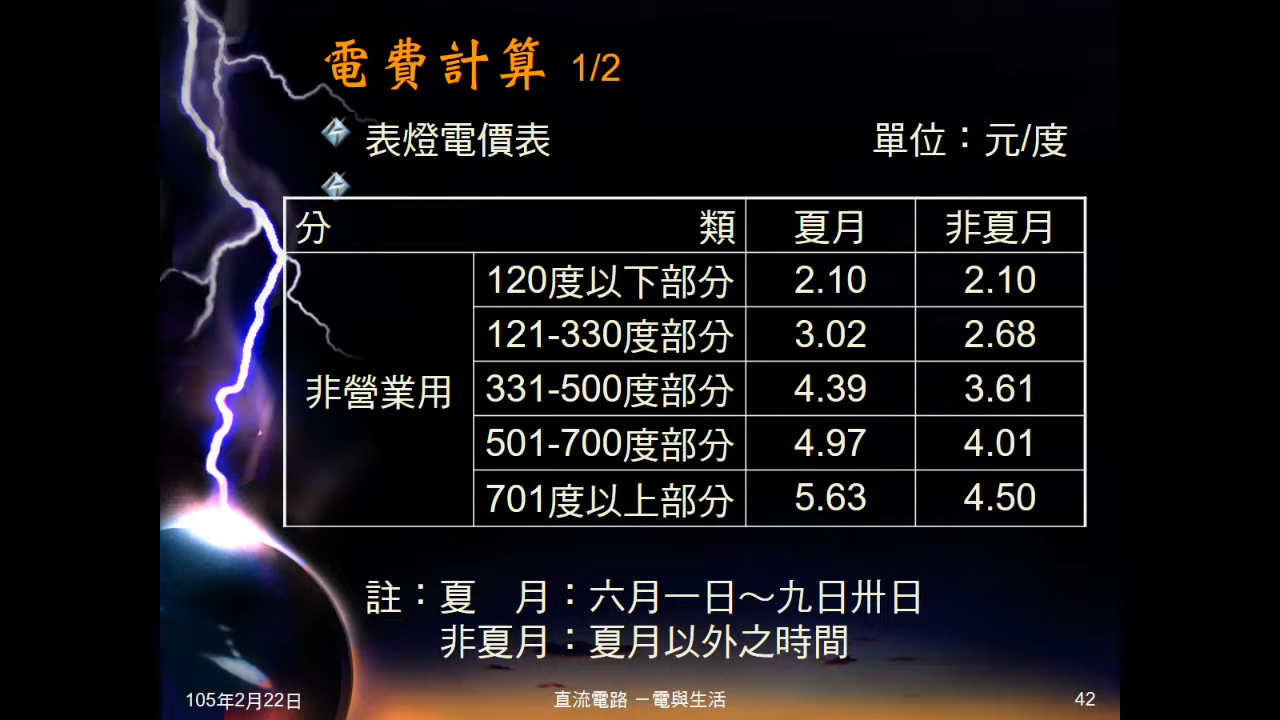 電費計算 1/2
表燈電價表 單位：元/度
分 類 夏月 非夏月
非營業用
120度以下部分 2.10 2.10
121-330度部分 3.02 2.68
331-500度部分 4.39 3.61
501-700度部分 4.97 4.01
701度以上部分 5.63 4.50
註：夏 月：六月一日～九日卅日
非夏月：夏月以外之時間
105年2月22日 直流電路 －電與生活 42